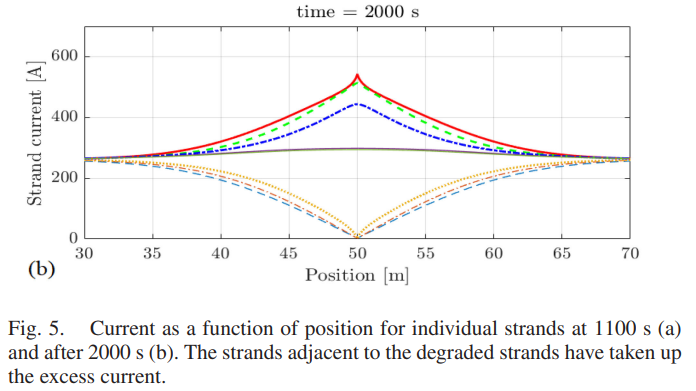 time = 2000 s
600
400
200
0
Strand current [A]
30 35 40 45 50 55 60 65 70
(b)
Position [m]
Fig. 5. Current as a function of position for individual strands at 1100 s (a)
and after 2000 s (b). The strands adjacent to the degraded strands have taken up
the excess current.